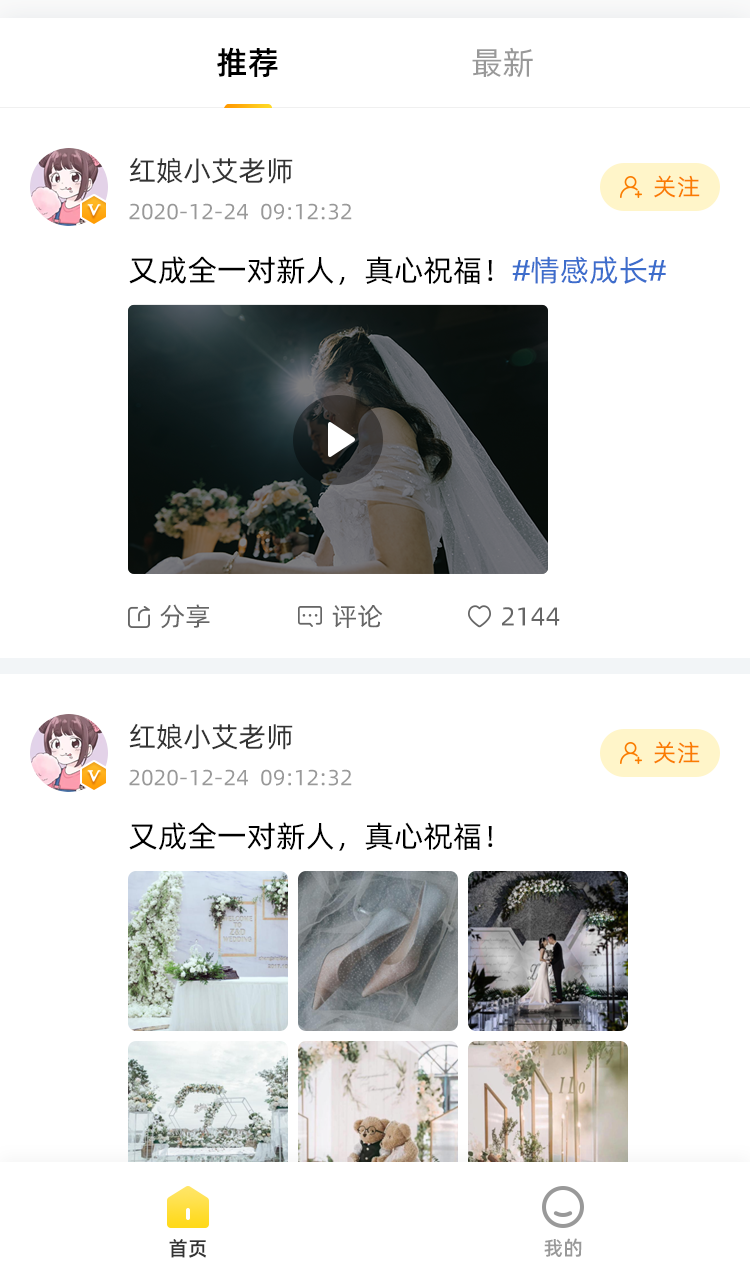 推荐
最新
红娘小艾老师
2020-12-24 09:12:32
关注
又成全一对新人，真心祝福！#情感成长#
分享
评论
2144
红娘小艾老师
2020-12-24 09:12:32
关注
又成全一对新人，真心祝福！
首页
我的